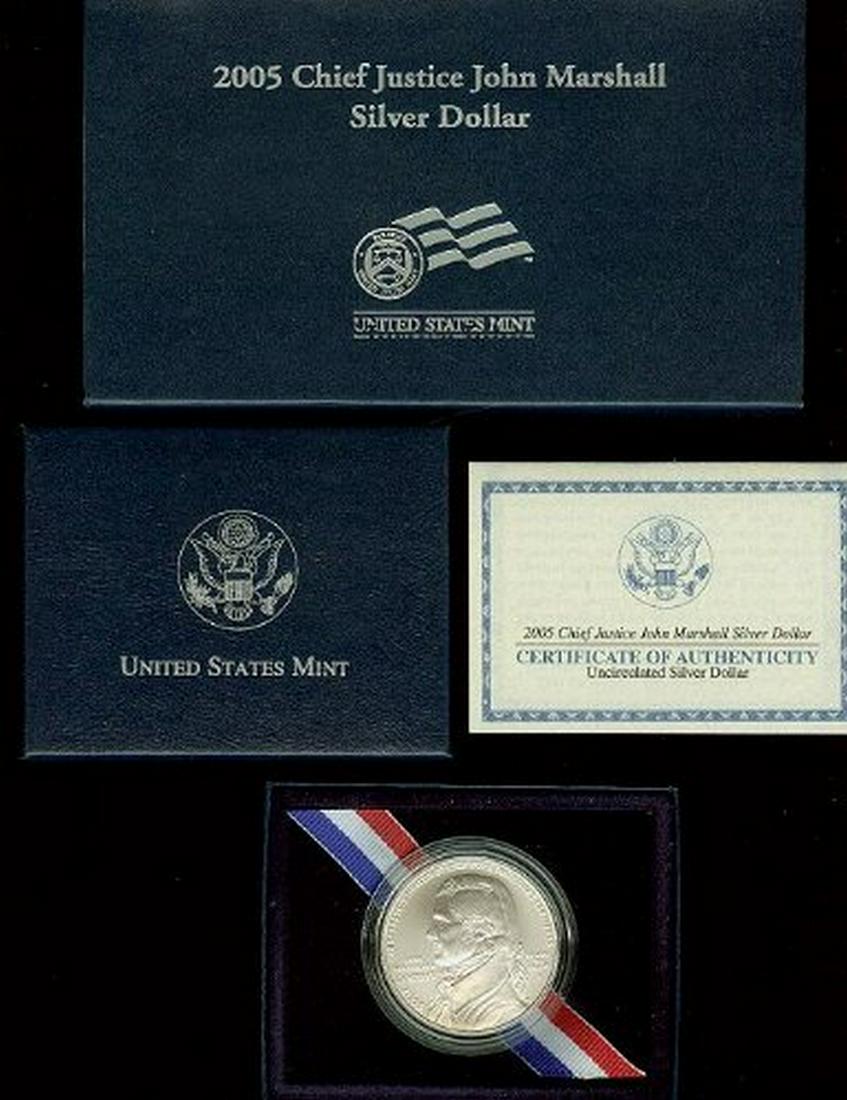 2005 Chief Justice John Marshall
Silver Dollar
UNITED STATES MINT
UNITED STATES MINT
2005 Chief Justice John Marshall Silver Dollar
CERTIFICATE OF AUTHENTICITY
Uncirculated Silver Dollar